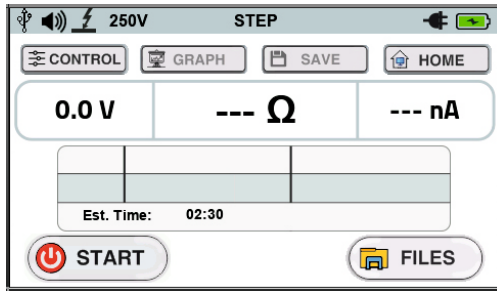 250V STEP
CONTROL GRAPH SAVE HOME
0.0 V --- Ω --- nA
Est. Time: 02:30
START FILES